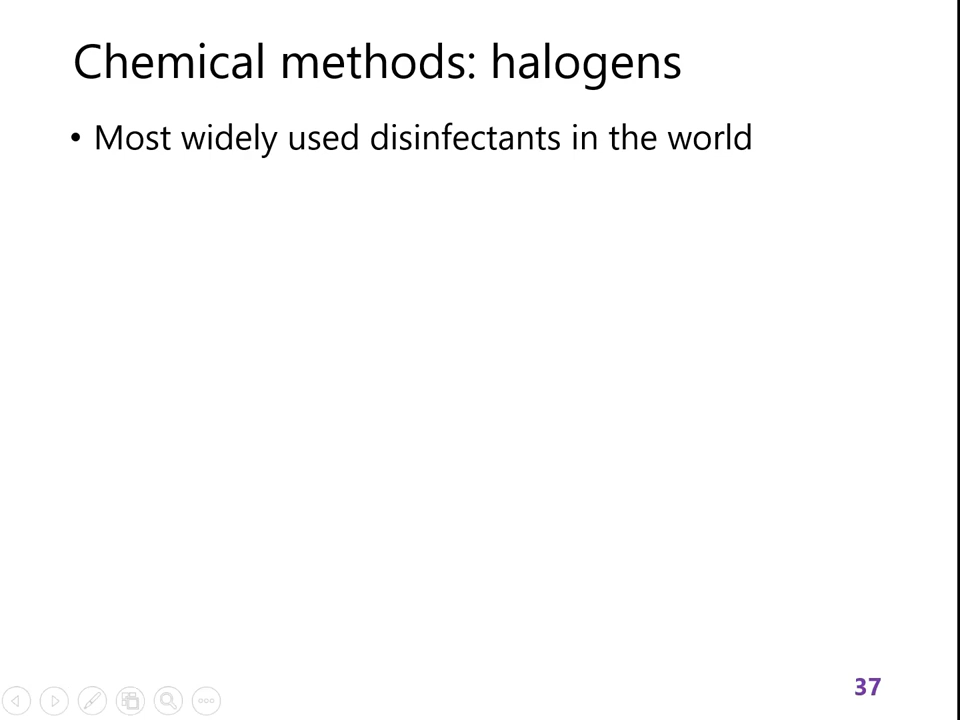 Chemical methods: halogens
• Most widely used disinfectants in the world
37